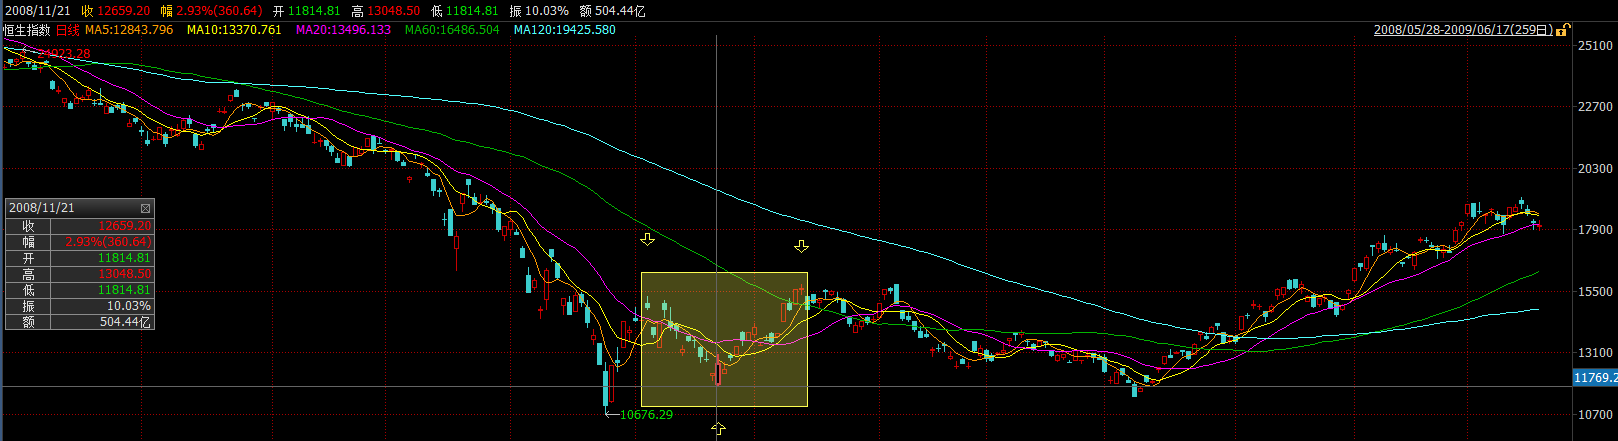 2008/11/21 收 12659.20 幅 2.93%(360.64) 开 11814.81 高 13048.50 低 11814.81 振 10.03% 额 504.44亿
恒生指数 日线 MA5:12843.796 MA10:13370.761 MA20:13496.133 MA60:16486.504 MA120:19425.580 2008/05/28-2009/06/17(259日)
24923.28
25100
22700
20300
17900
15500
13100
11769.2
10700
2008/11/21
收 12659.20
幅 2.93%(360.64)
开 11814.81
高 13048.50
低 11814.81
振 10.03%
额 504.44亿
10676.29